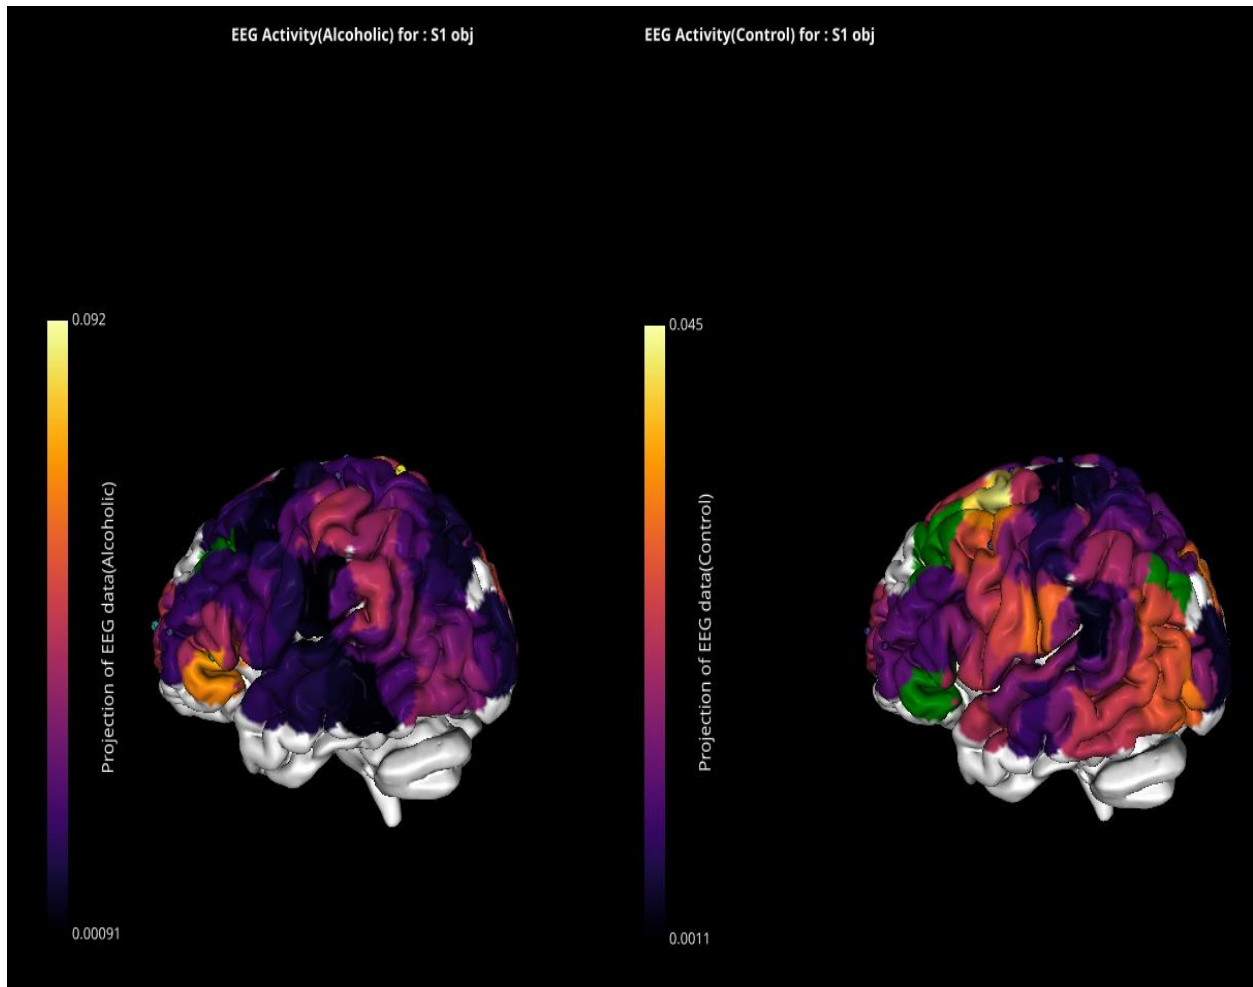 EEG Activity(Alcoholic) for : S1 obj
EEG Activity(Control) for : S1 obj
0.092
Projection of EEG data(Alcoholic)
0.00091
0.045
Projection of EEG data(Control)
0.0011